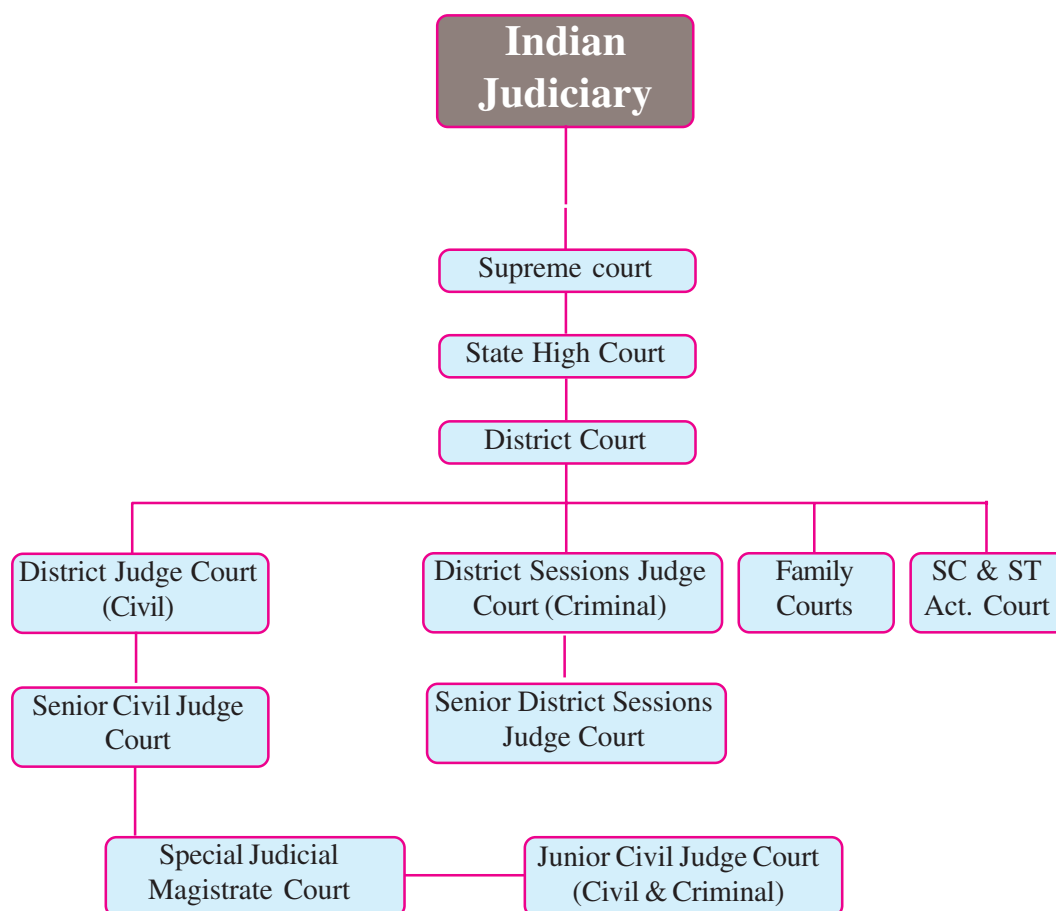 Indian
Judiciary
Supreme court
State High Court
District Court
District Judge Court
(Civil)
District Sessions Judge
Court (Criminal)
Family
Courts
SC & ST
Act. Court
Senior Civil Judge
Court
Senior District Sessions
Judge Court
Special Judicial
Magistrate Court
Junior Civil Judge Court
(Civil & Criminal)